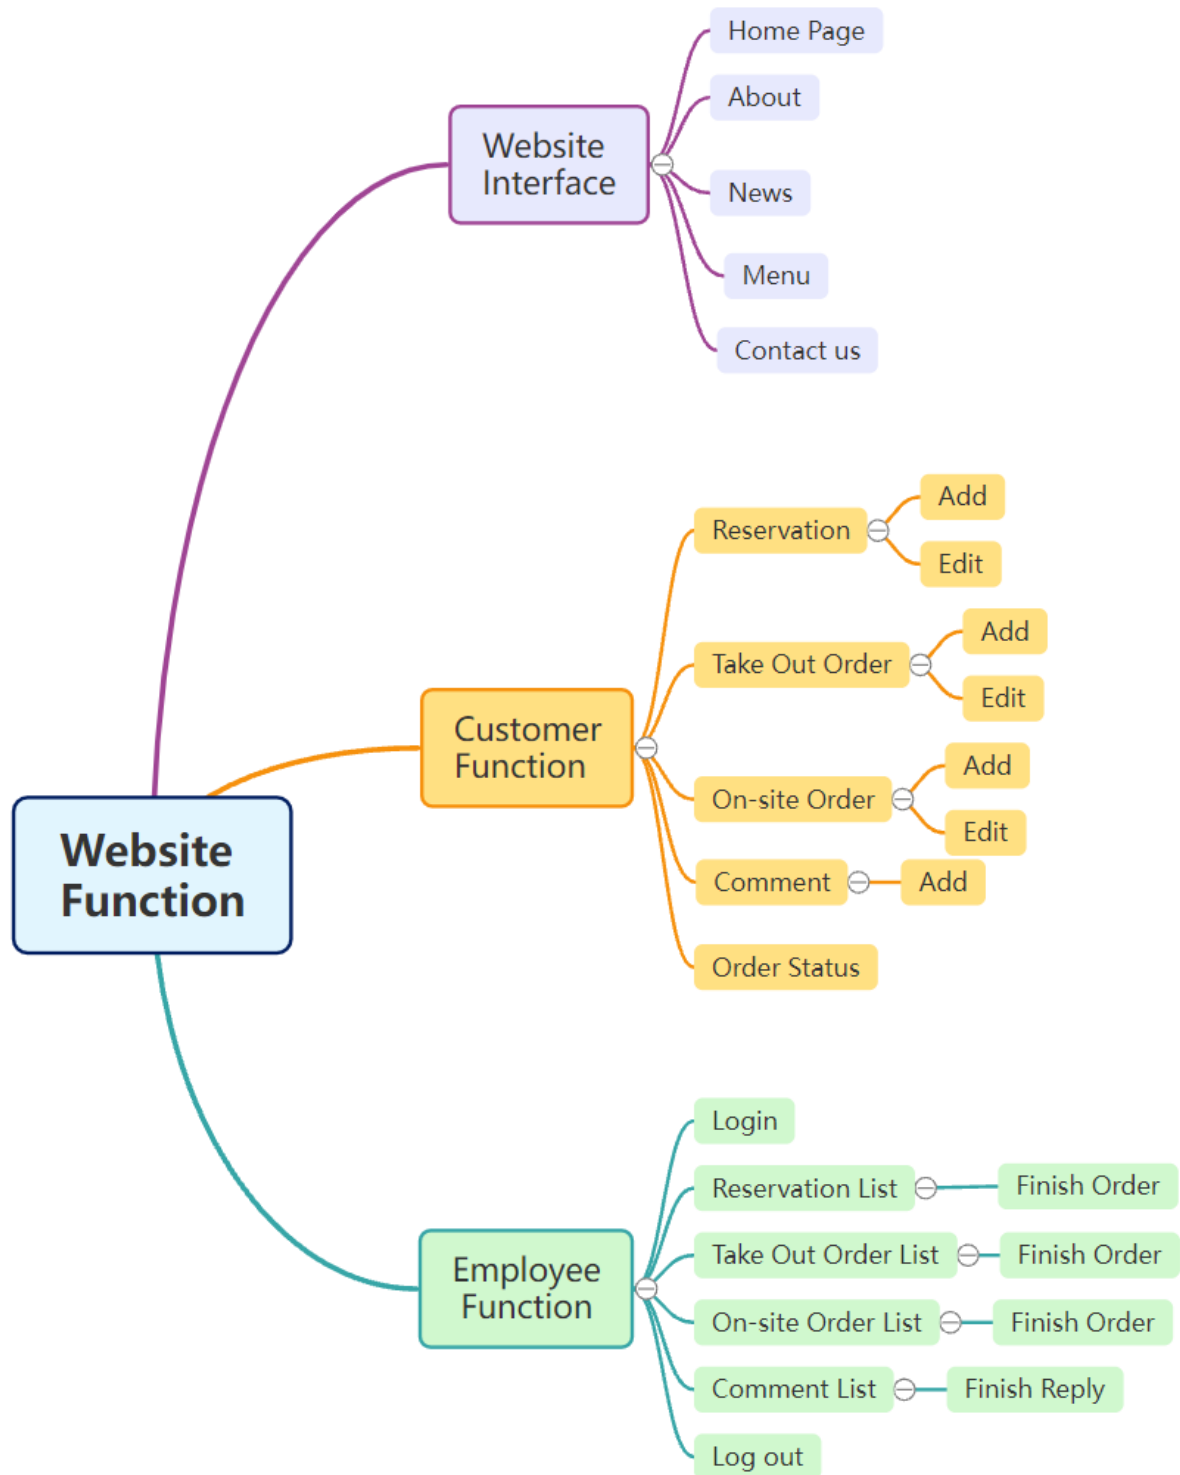 Website
Function
Website
Interface
Home Page
About
News
Menu
Contact us
Customer
Function
Reservation
Add
Edit
Take Out Order
Add
Edit
On-site Order
Add
Edit
Comment
Add
Order Status
Employee
Function
Login
Reservation List
Finish Order
Take Out Order List
Finish Order
On-site Order List
Finish Order
Comment List
Finish Reply
Log out